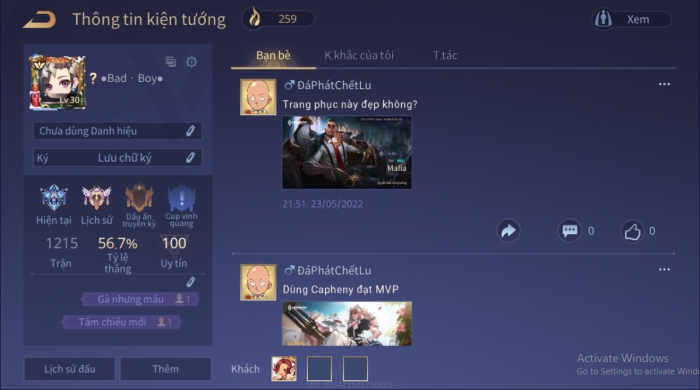 Thông tin kiện tướng
259
Xem
Bạn bè
K.khắc của tôi
T.tác
? •Bad · Boy•
Lv.30
Chưa dùng Danh hiệu
Ký Lưu chữ ký
Hiện tại
Lịch sử
Dấu ấn truyền kỳ
Cup vinh quang
1215
56.7%
100
Trận
Tỷ lệ thắng
Uy tín
Gà nhưng máu 1
Tấm chiếu mới 1
Lịch sử đấu
Thêm
♂ ĐáPhátChếtLu
Trang phục này đẹp không?
Mafia
21:51: 23/05/2022
0
0
♂ ĐáPhátChếtLu
Dùng Capheny đạt MVP
Khách
Activate Windows
Go to Settings to activate Wind